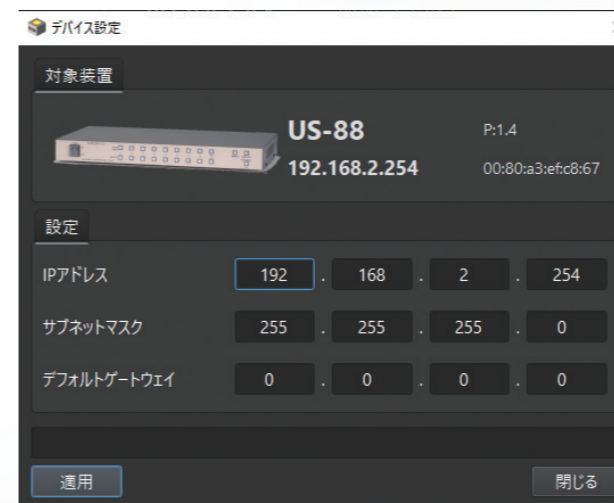 デバイス設定
対象装置
US-88 P:1.4
192.168.2.254 00:80:a3:ef:c8:67
設定
IPアドレス 192 . 168 . 2 . 254
サブネットマスク 255 . 255 . 255 . 0
デフォルトゲートウェイ 0 . 0 . 0 . 0
適用 閉じる